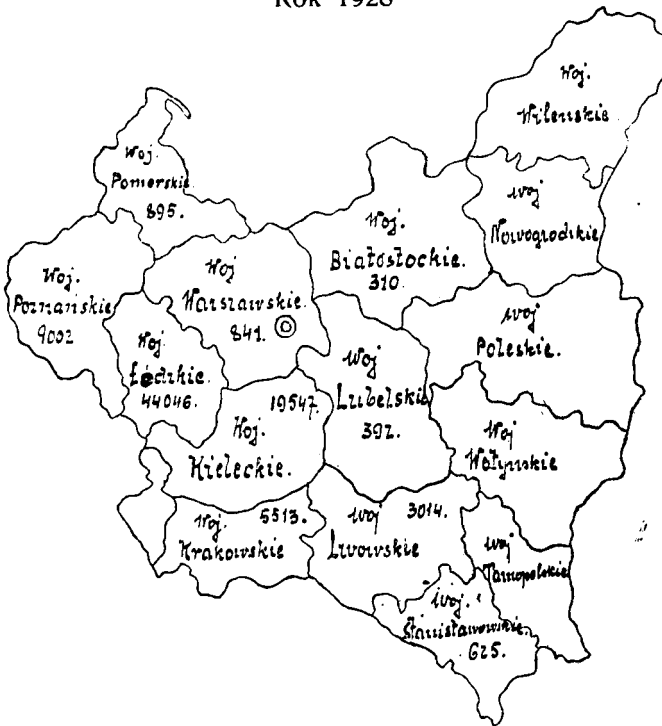 Rok 1928
Woj.
Wileńskie
Woj.
Pomorskie.
895.
woj
Nowogrodzkie
Woj.
Białostockie.
310.
Woj.
Poznańskie
9002
Woj
Warszawskie.
841.
woj
Poleskie.
Woj
Łódzkie.
44046.
Woj
Lubelskie
392.
19547.
Woj.
Kieleckie.
Woj
Wołyńskie
Woj.
5513.
Krakowskie
woj
3014.
Lwowskie
woj
Tarnopolskie
Woj.
Stanisławowskie.
625.